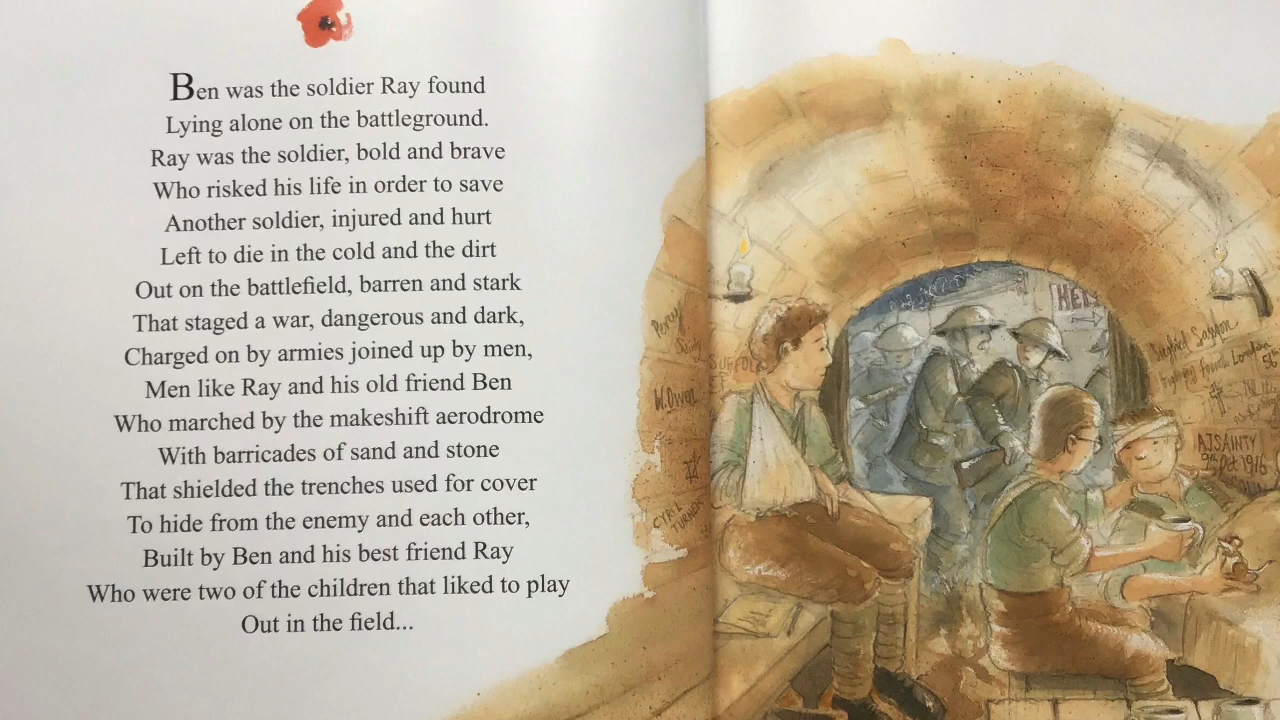 Ben was the soldier Ray found
Lying alone on the battleground.
Ray was the soldier, bold and brave
Who risked his life in order to save
Another soldier, injured and hurt
Left to die in the cold and the dirt
Out on the battlefield, barren and stark
That staged a war, dangerous and dark,
Charged on by armies joined up by men,
Men like Ray and his old friend Ben
Who marched by the makeshift aerodrome
With barricades of sand and stone
That shielded the trenches used for cover
To hide from the enemy and each other,
Built by Ben and his best friend Ray
Who were two of the children that liked to play
Out in the field...
Percy
SUFFOLK
W. Owen
CYRIL
TURNER
Sassoon
London
AJSAINTY
1916